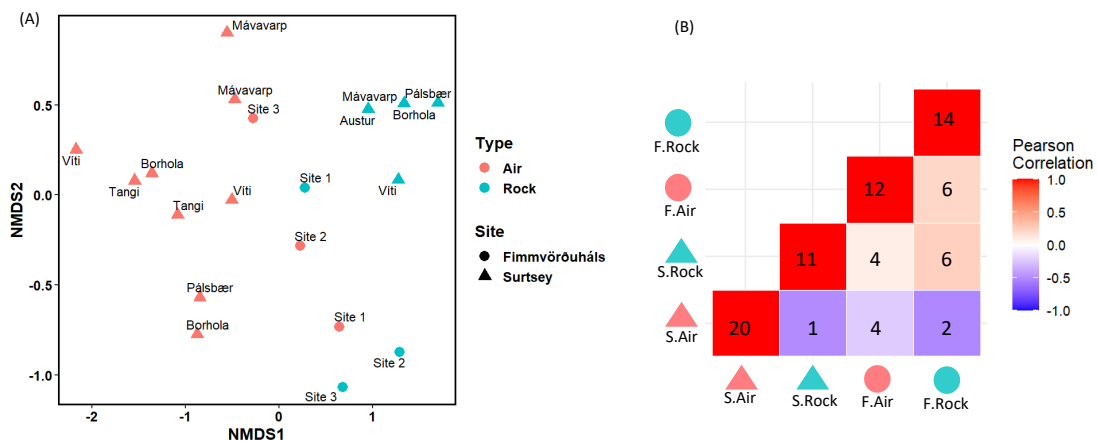 (A)
Mávavarp
Mávavarp
Site 3
Mávavarp
Pálsbær
Austur
Borhola
Víti
Borhola
Tangi
Víti
Site 1
Víti
Tangi
Site 2
Pálsbær
Borhola
Site 1
Site 2
Site 3
0.5
0.0
-0.5
-1.0
NMDS2
-2
-1
0
1
NMDS1
Type
Air
Rock
Site
Fimmvörðuháls
Surtsey
(B)
F.Rock
14
F.Air
12
6
S.Rock
11
4
6
S.Air
20
1
4
2
S.Air
S.Rock
F.Air
F.Rock
Pearson
Correlation
1.0
0.5
0.0
-0.5
-1.0